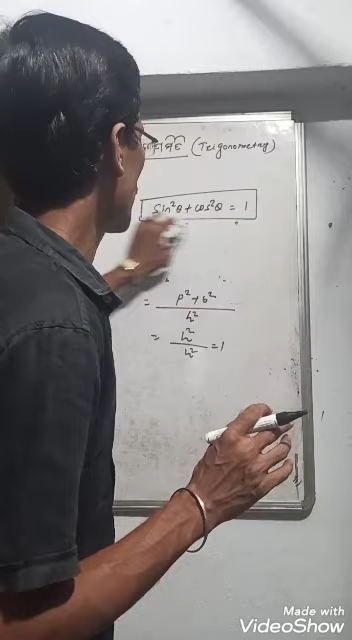 (Trigonometry)
Sin²θ + cos²θ = 1
= p² + b² / h²
= h² / h² = 1
Made with
VideoShow